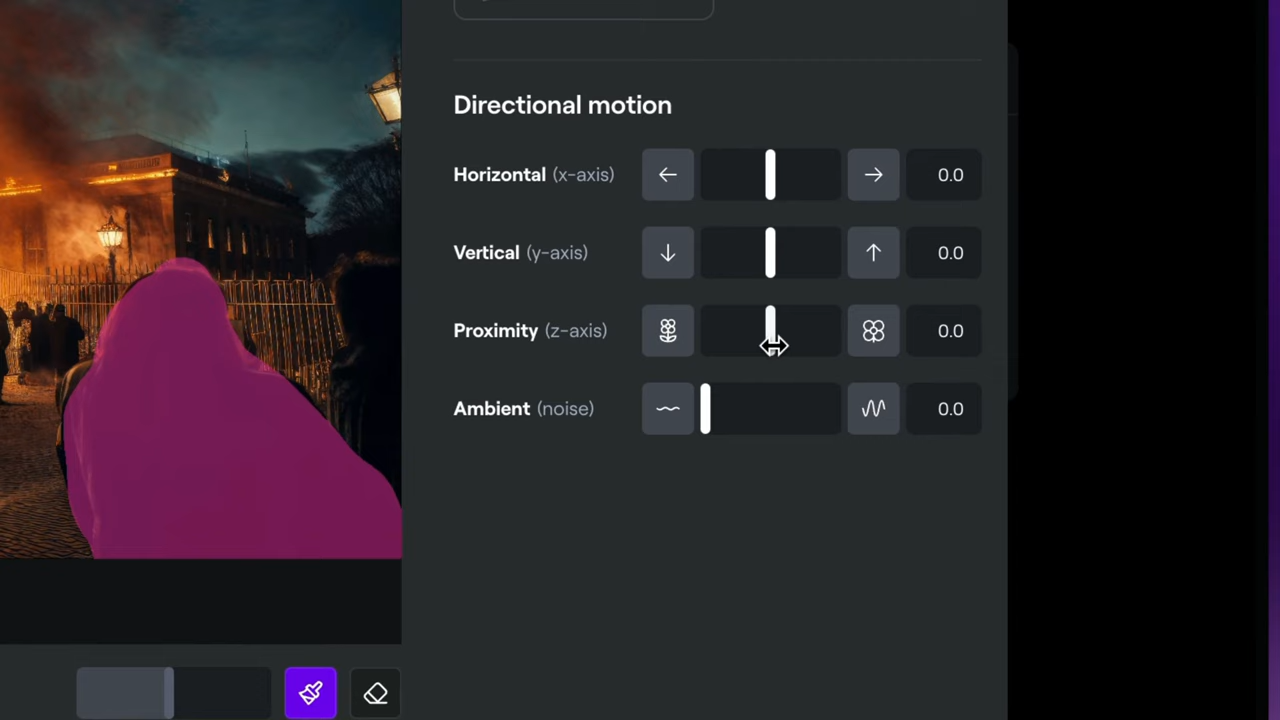 Directional motion
Horizontal (x-axis) 0.0
Vertical (y-axis) 0.0
Proximity (z-axis) 0.0
Ambient (noise) 0.0